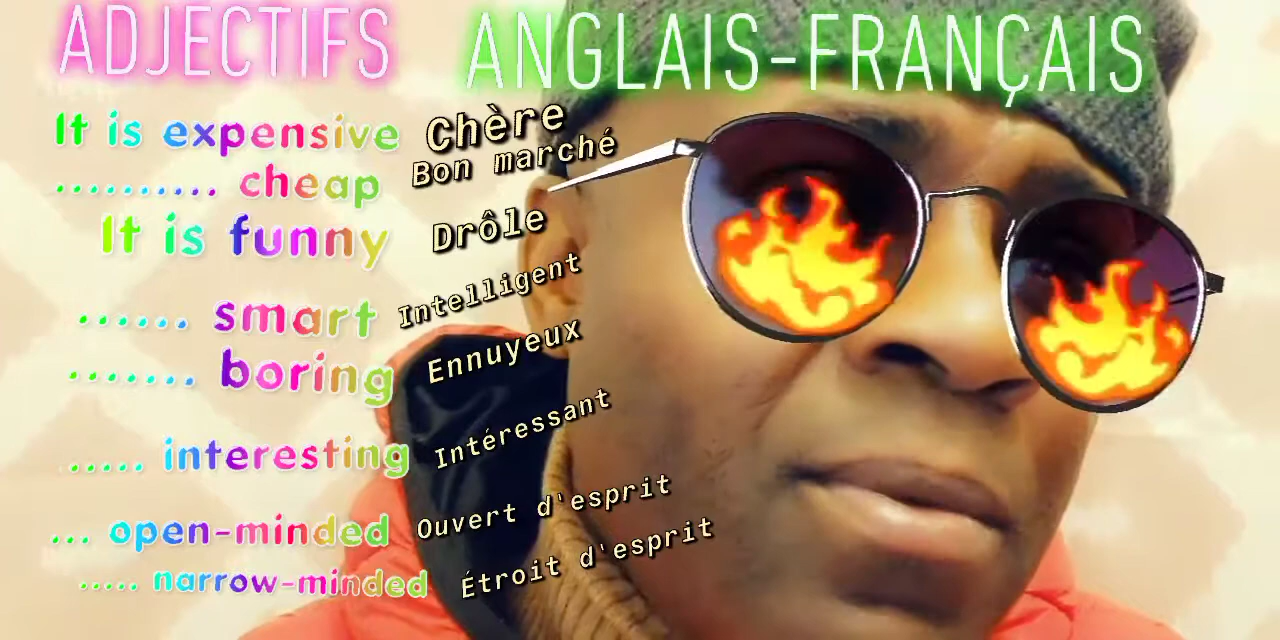 ADJECTIFS ANGLAIS-FRANÇAIS
It is expensive Chère
.......... cheap Bon marché
It is funny Drôle
...... smart Intelligent
....... boring Ennuyeux
..... interesting Intéressant
... open-minded Ouvert d'esprit
..... narrow-minded Étroit d'esprit